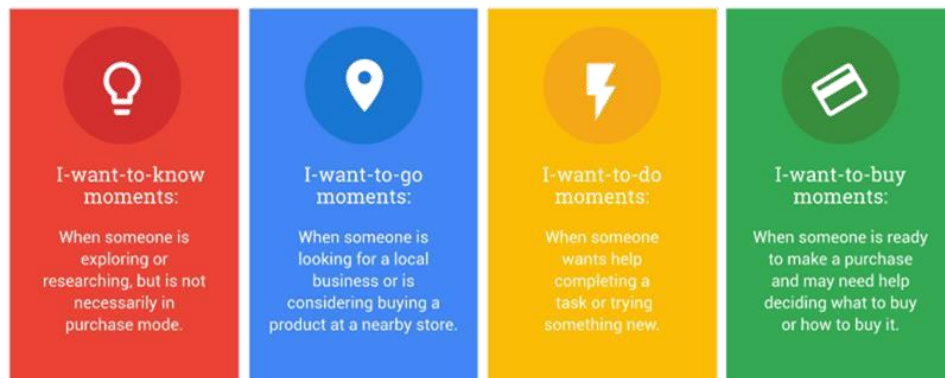 I-want-to-know
moments:
When someone is
exploring or
researching, but is not
necessarily in
purchase mode.
I-want-to-go
moments:
When someone is
looking for a local
business or is
considering buying a
product at a nearby store.
I-want-to-do
moments:
When someone
wants help
completing a
task or trying
something new.
I-want-to-buy
moments:
When someone is ready
to make a purchase
and may need help
deciding what to buy
or how to buy it.